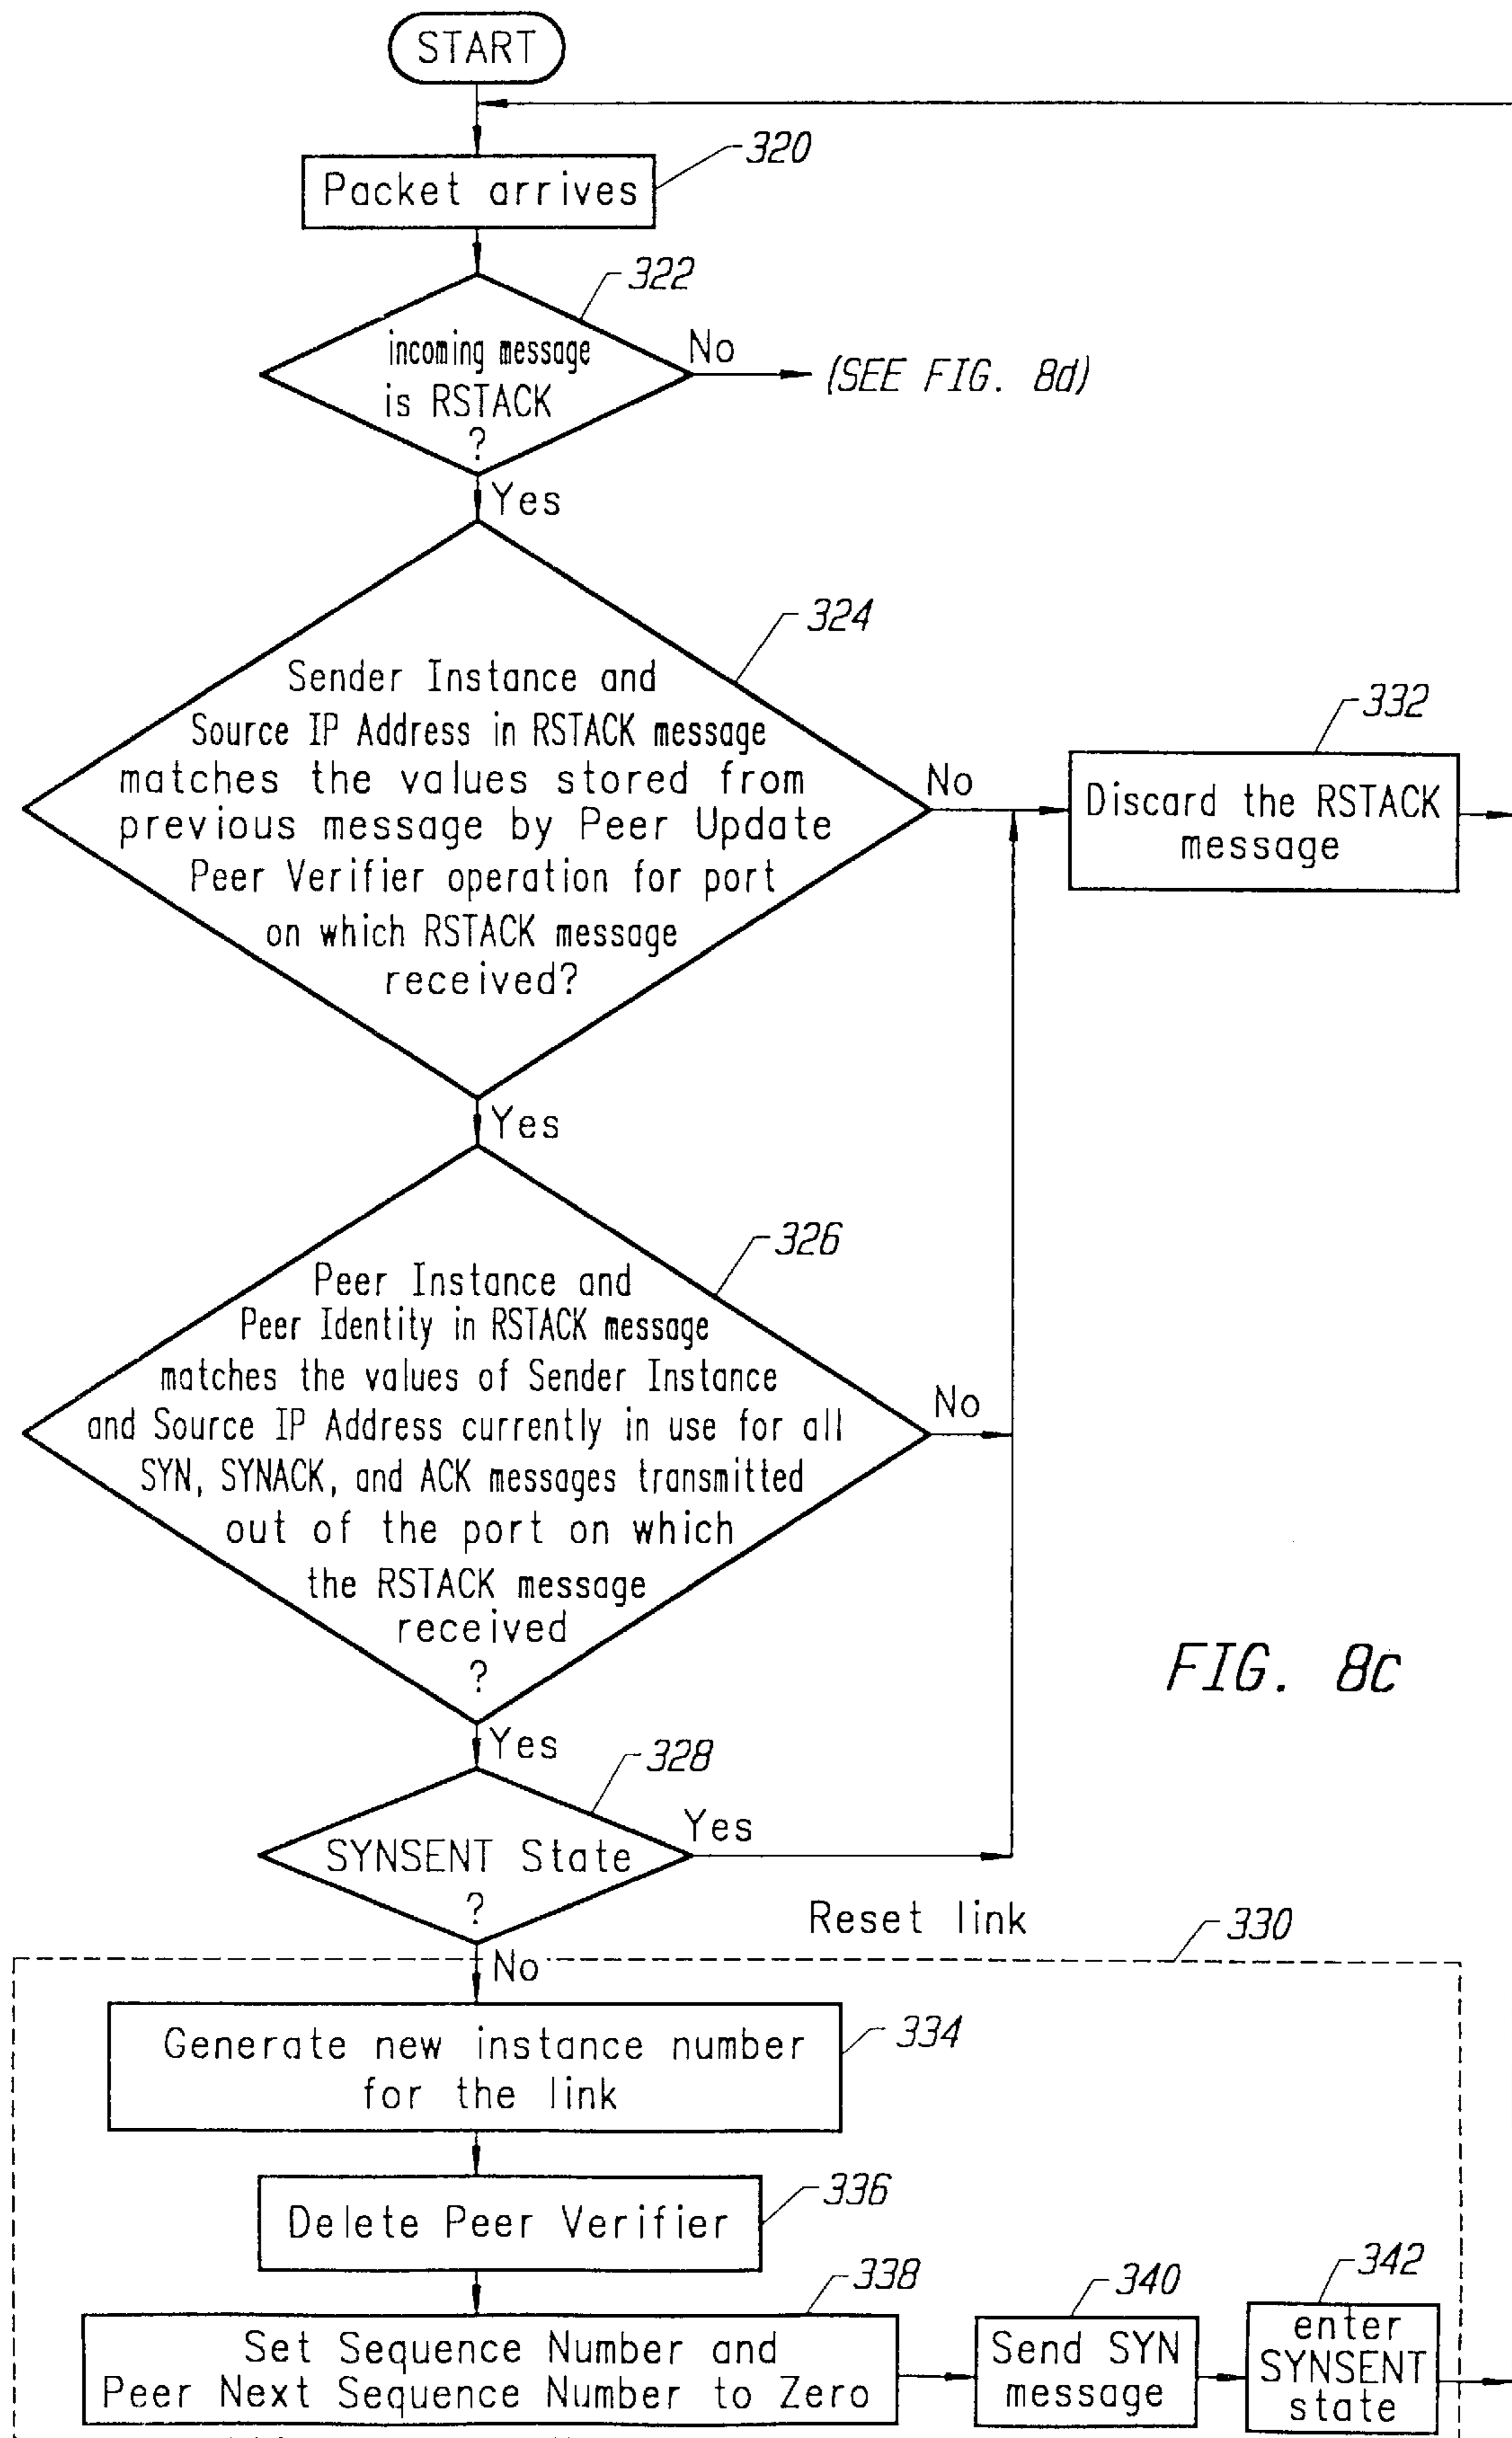 START
320
Packet arrives
322
incoming message
is RSTACK
?
No
(SEE FIG. 8d)
Yes
324
Sender Instance and
Source IP Address in RSTACK message
matches the values stored from
previous message by Peer Update
Peer Verifier operation for port
on which RSTACK message
received?
No
332
Discard the RSTACK
message
Yes
326
Peer Instance and
Peer Identity in RSTACK message
matches the values of Sender Instance
and Source IP Address currently in use for all
SYN, SYNACK, and ACK messages transmitted
out of the port on which
the RSTACK message
received
?
No
FIG. 8c
Yes
328
SYNSENT State
?
Yes
Reset link
330
No
334
Generate new instance number
for the link
336
Delete Peer Verifier
338
Set Sequence Number and
Peer Next Sequence Number to Zero
340
Send SYN
message
342
enter
SYNSENT
state